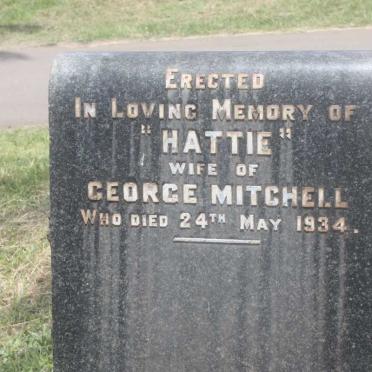 Erected
In Loving Memory of
"HATTIE"
wife of
GEORGE MITCHELL
Who died 24TH May 1934.